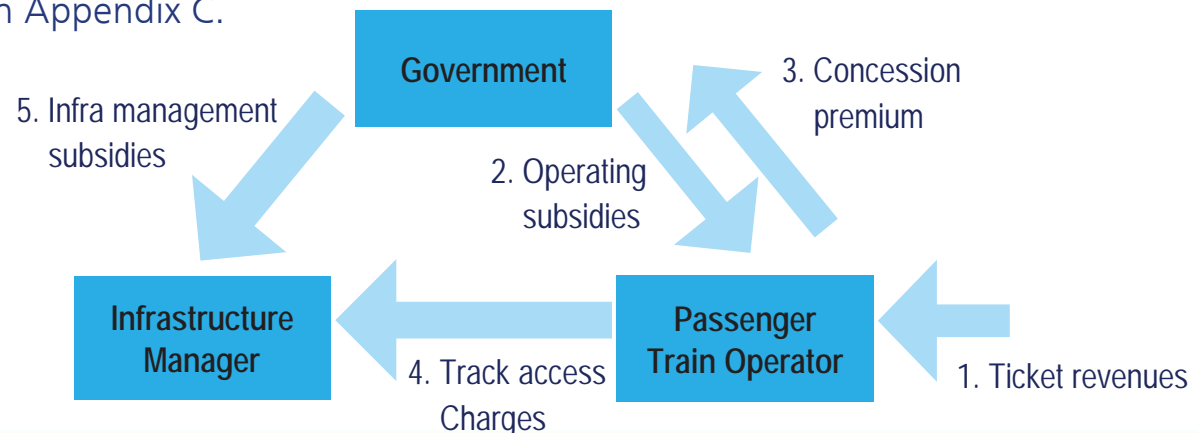 n Appendix C.
Government
3. Concession
premium
5. Infra management
subsidies
2. Operating
subsidies
Infrastructure
Manager
Passenger
Train Operator
4. Track access
Charges
1. Ticket revenues